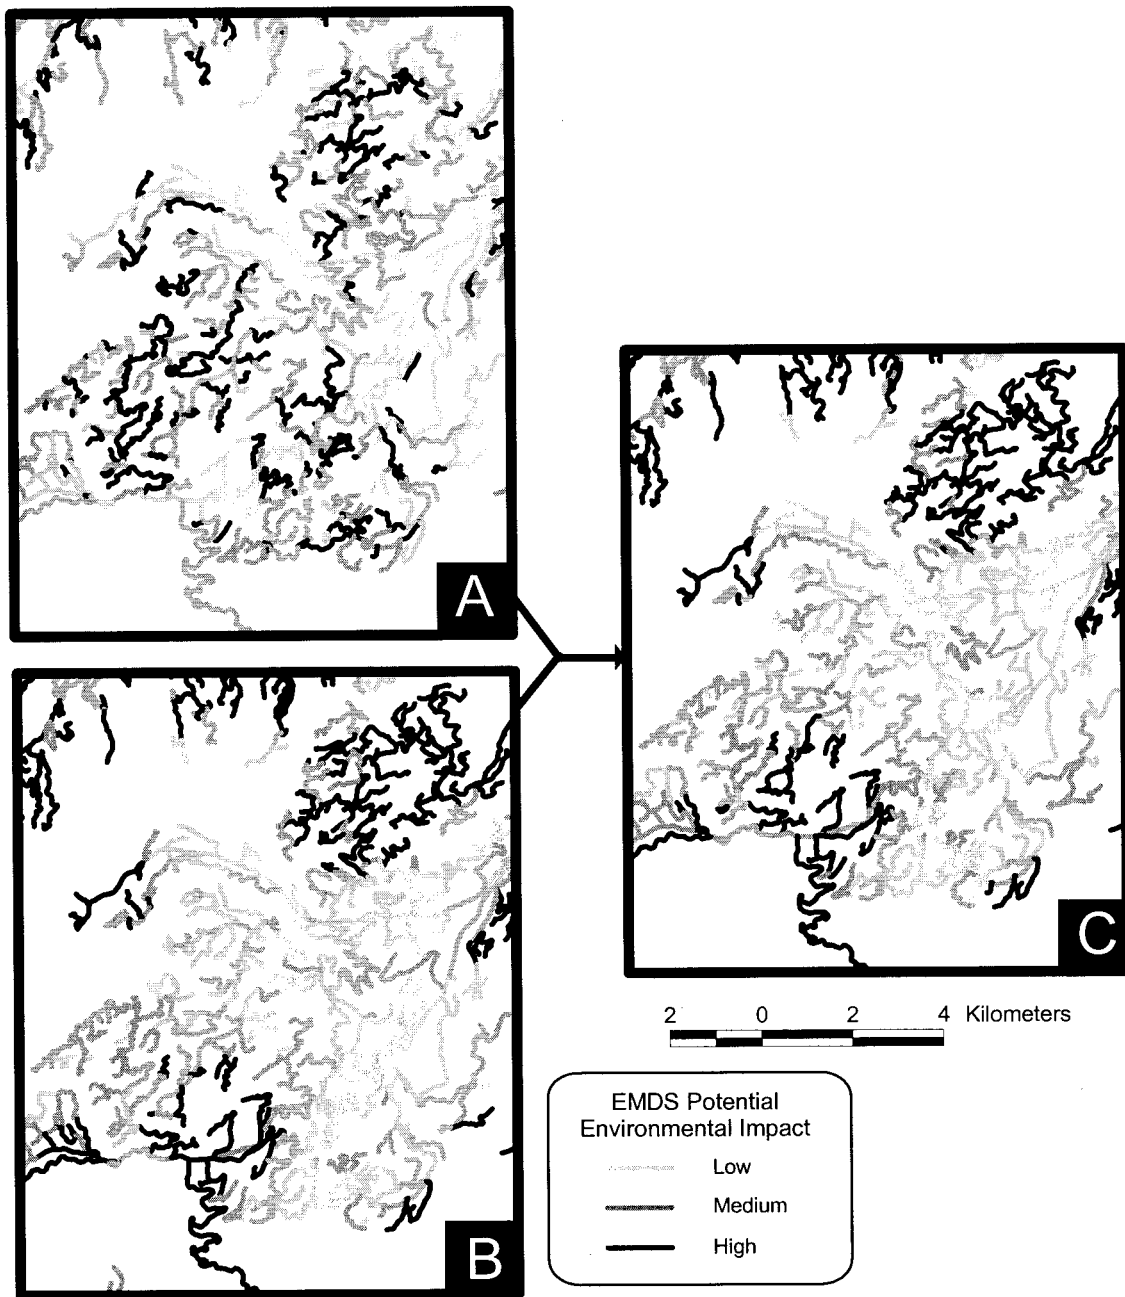 A
B
C
2 0 2 4 Kilometers
EMDS Potential
Environmental Impact
Low
Medium
High